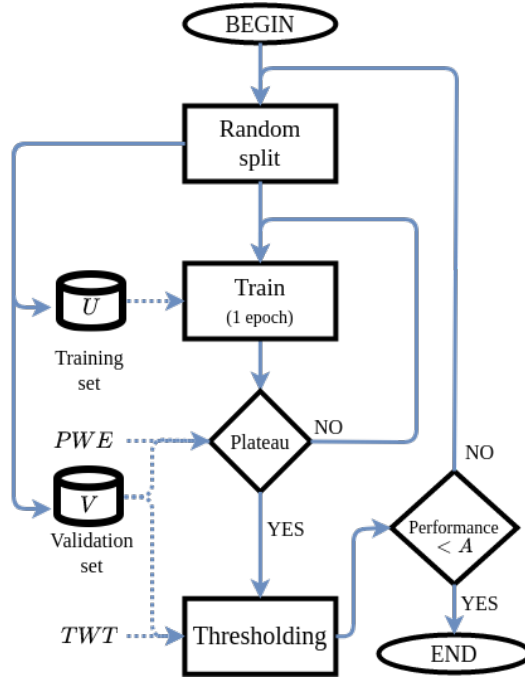 BEGIN
Random
split
Train
(1 epoch)
U
Training
set
PWE
Plateau
NO
NO
V
Validation
set
YES
Performance
< A
YES
TWT
Thresholding
END